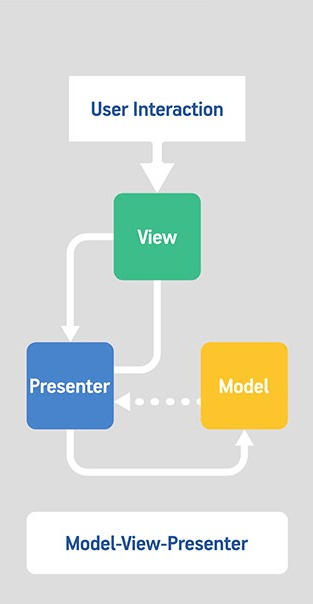 User Interaction
View
Presenter
Model
Model-View-Presenter